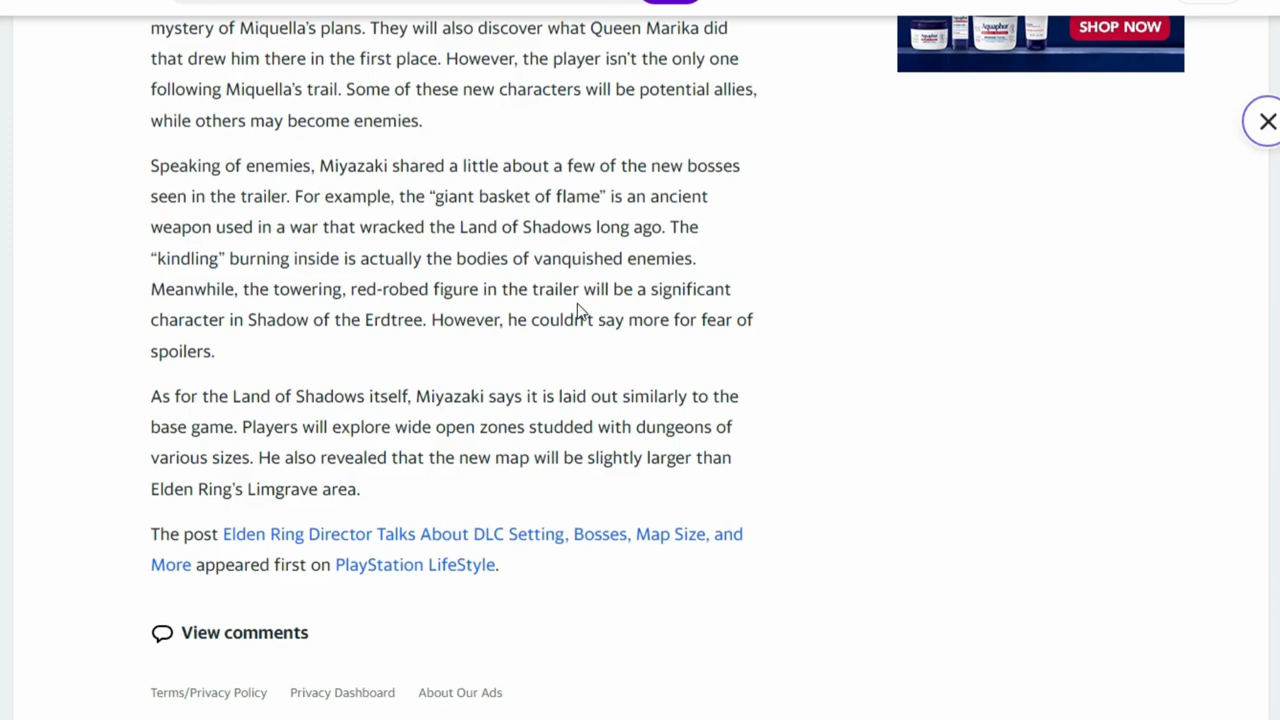 mystery of Miquella's plans. They will also discover what Queen Marika did
that drew him there in the first place. However, the player isn't the only one
following Miquella's trail. Some of these new characters will be potential allies,
while others may become enemies.
Speaking of enemies, Miyazaki shared a little about a few of the new bosses
seen in the trailer. For example, the “giant basket of flame” is an ancient
weapon used in a war that wracked the Land of Shadows long ago. The
“kindling” burning inside is actually the bodies of vanquished enemies.
Meanwhile, the towering, red-robed figure in the trailer will be a significant
character in Shadow of the Erdtree. However, he couldn't say more for fear of
spoilers.
As for the Land of Shadows itself, Miyazaki says it is laid out similarly to the
base game. Players will explore wide open zones studded with dungeons of
various sizes. He also revealed that the new map will be slightly larger than
Elden Ring's Limgrave area.
The post Elden Ring Director Talks About DLC Setting, Bosses, Map Size, and
More appeared first on PlayStation LifeStyle.
View comments
Terms/Privacy Policy Privacy Dashboard About Our Ads
Aquaphor
SHOP NOW